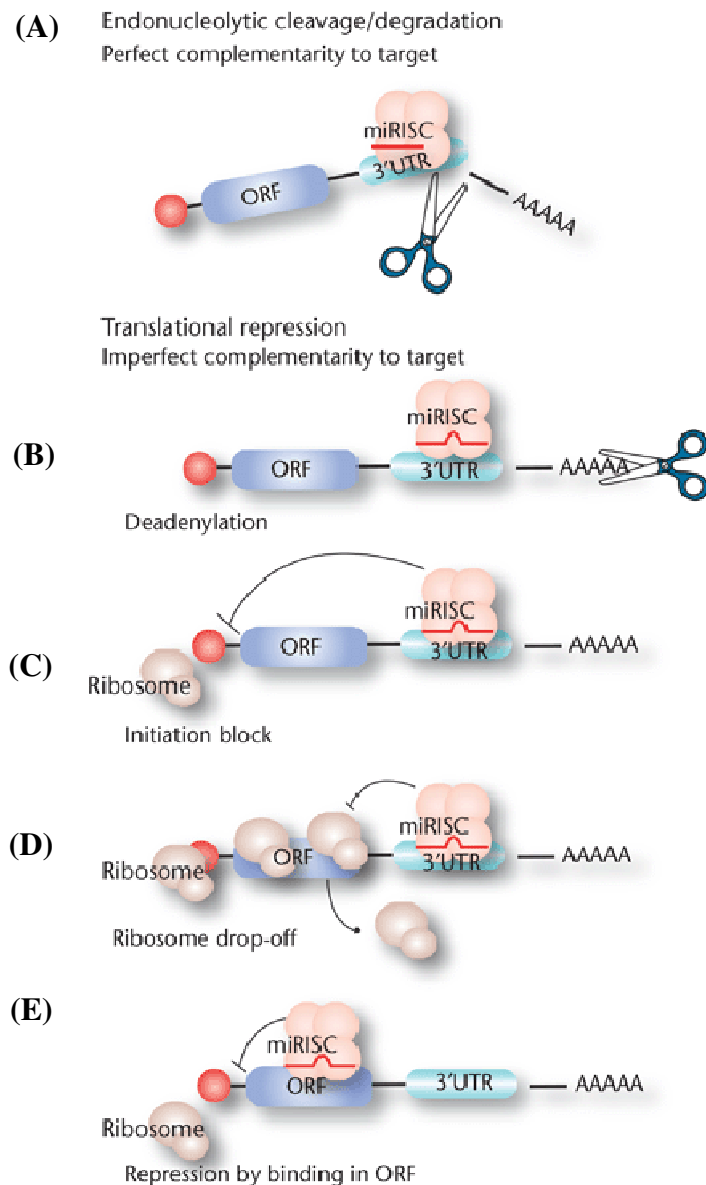 (A)
Endonucleolytic cleavage/degradation
Perfect complementarity to target
miRISC
3'UTR
ORF
AAAAA
Translational repression
Imperfect complementarity to target
(B)
miRISC
ORF
3'UTR
AAAAA
Deadenylation
(C)
miRISC
ORF
3'UTR
AAAAA
Ribosome
Initiation block
(D)
miRISC
Ribosome
ORF
3'UTR
AAAAA
Ribosome drop-off
(E)
miRISC
ORF
3'UTR
AAAAA
Ribosome
Repression by binding in ORF